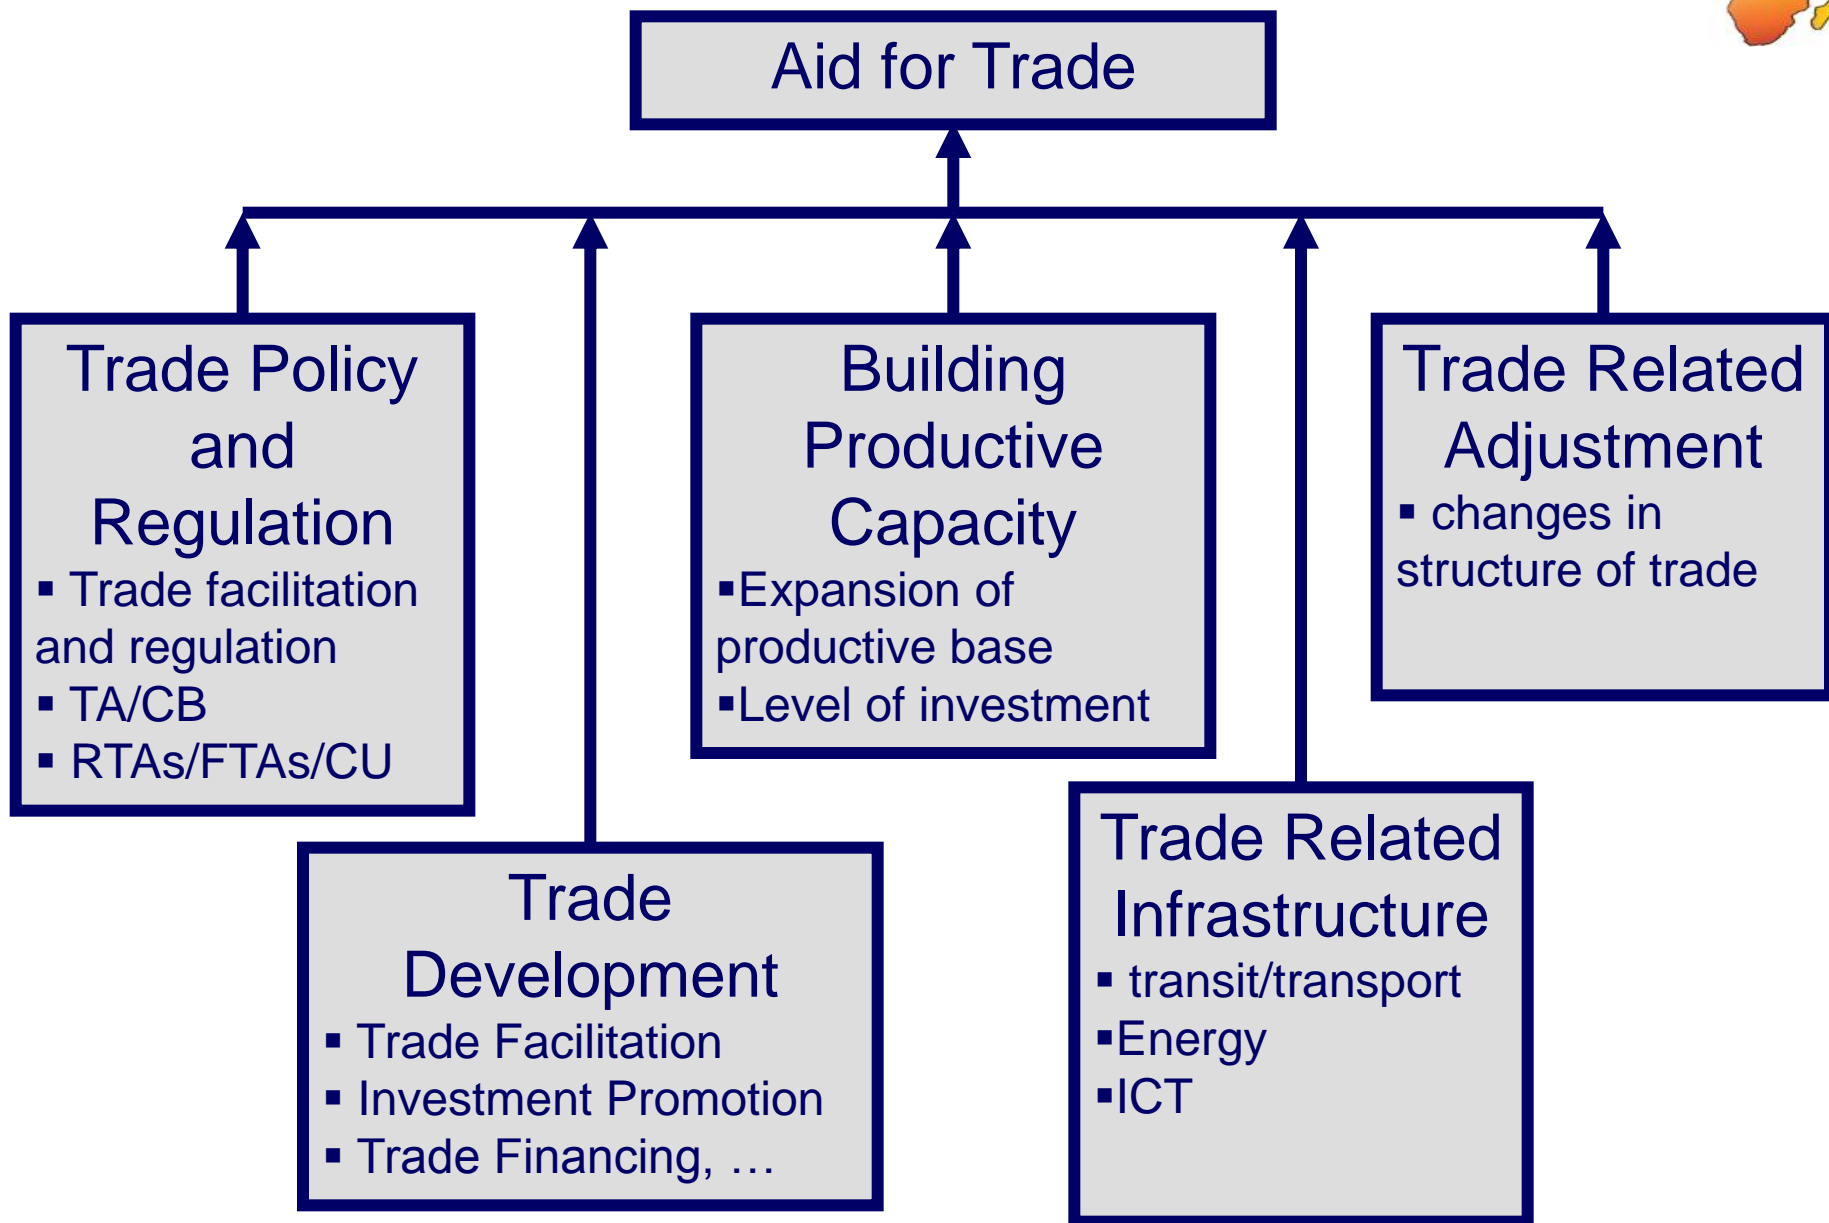 Aid for Trade
Trade Policy
and
Regulation
▪ Trade facilitation
and regulation
▪ TA/CB
▪ RTAs/FTAs/CU
Trade
Development
▪ Trade Facilitation
▪ Investment Promotion
▪ Trade Financing, …
Building
Productive
Capacity
▪Expansion of
productive base
▪Level of investment
Trade Related
Infrastructure
▪ transit/transport
▪Energy
▪ICT
Trade Related
Adjustment
▪ changes in
structure of trade